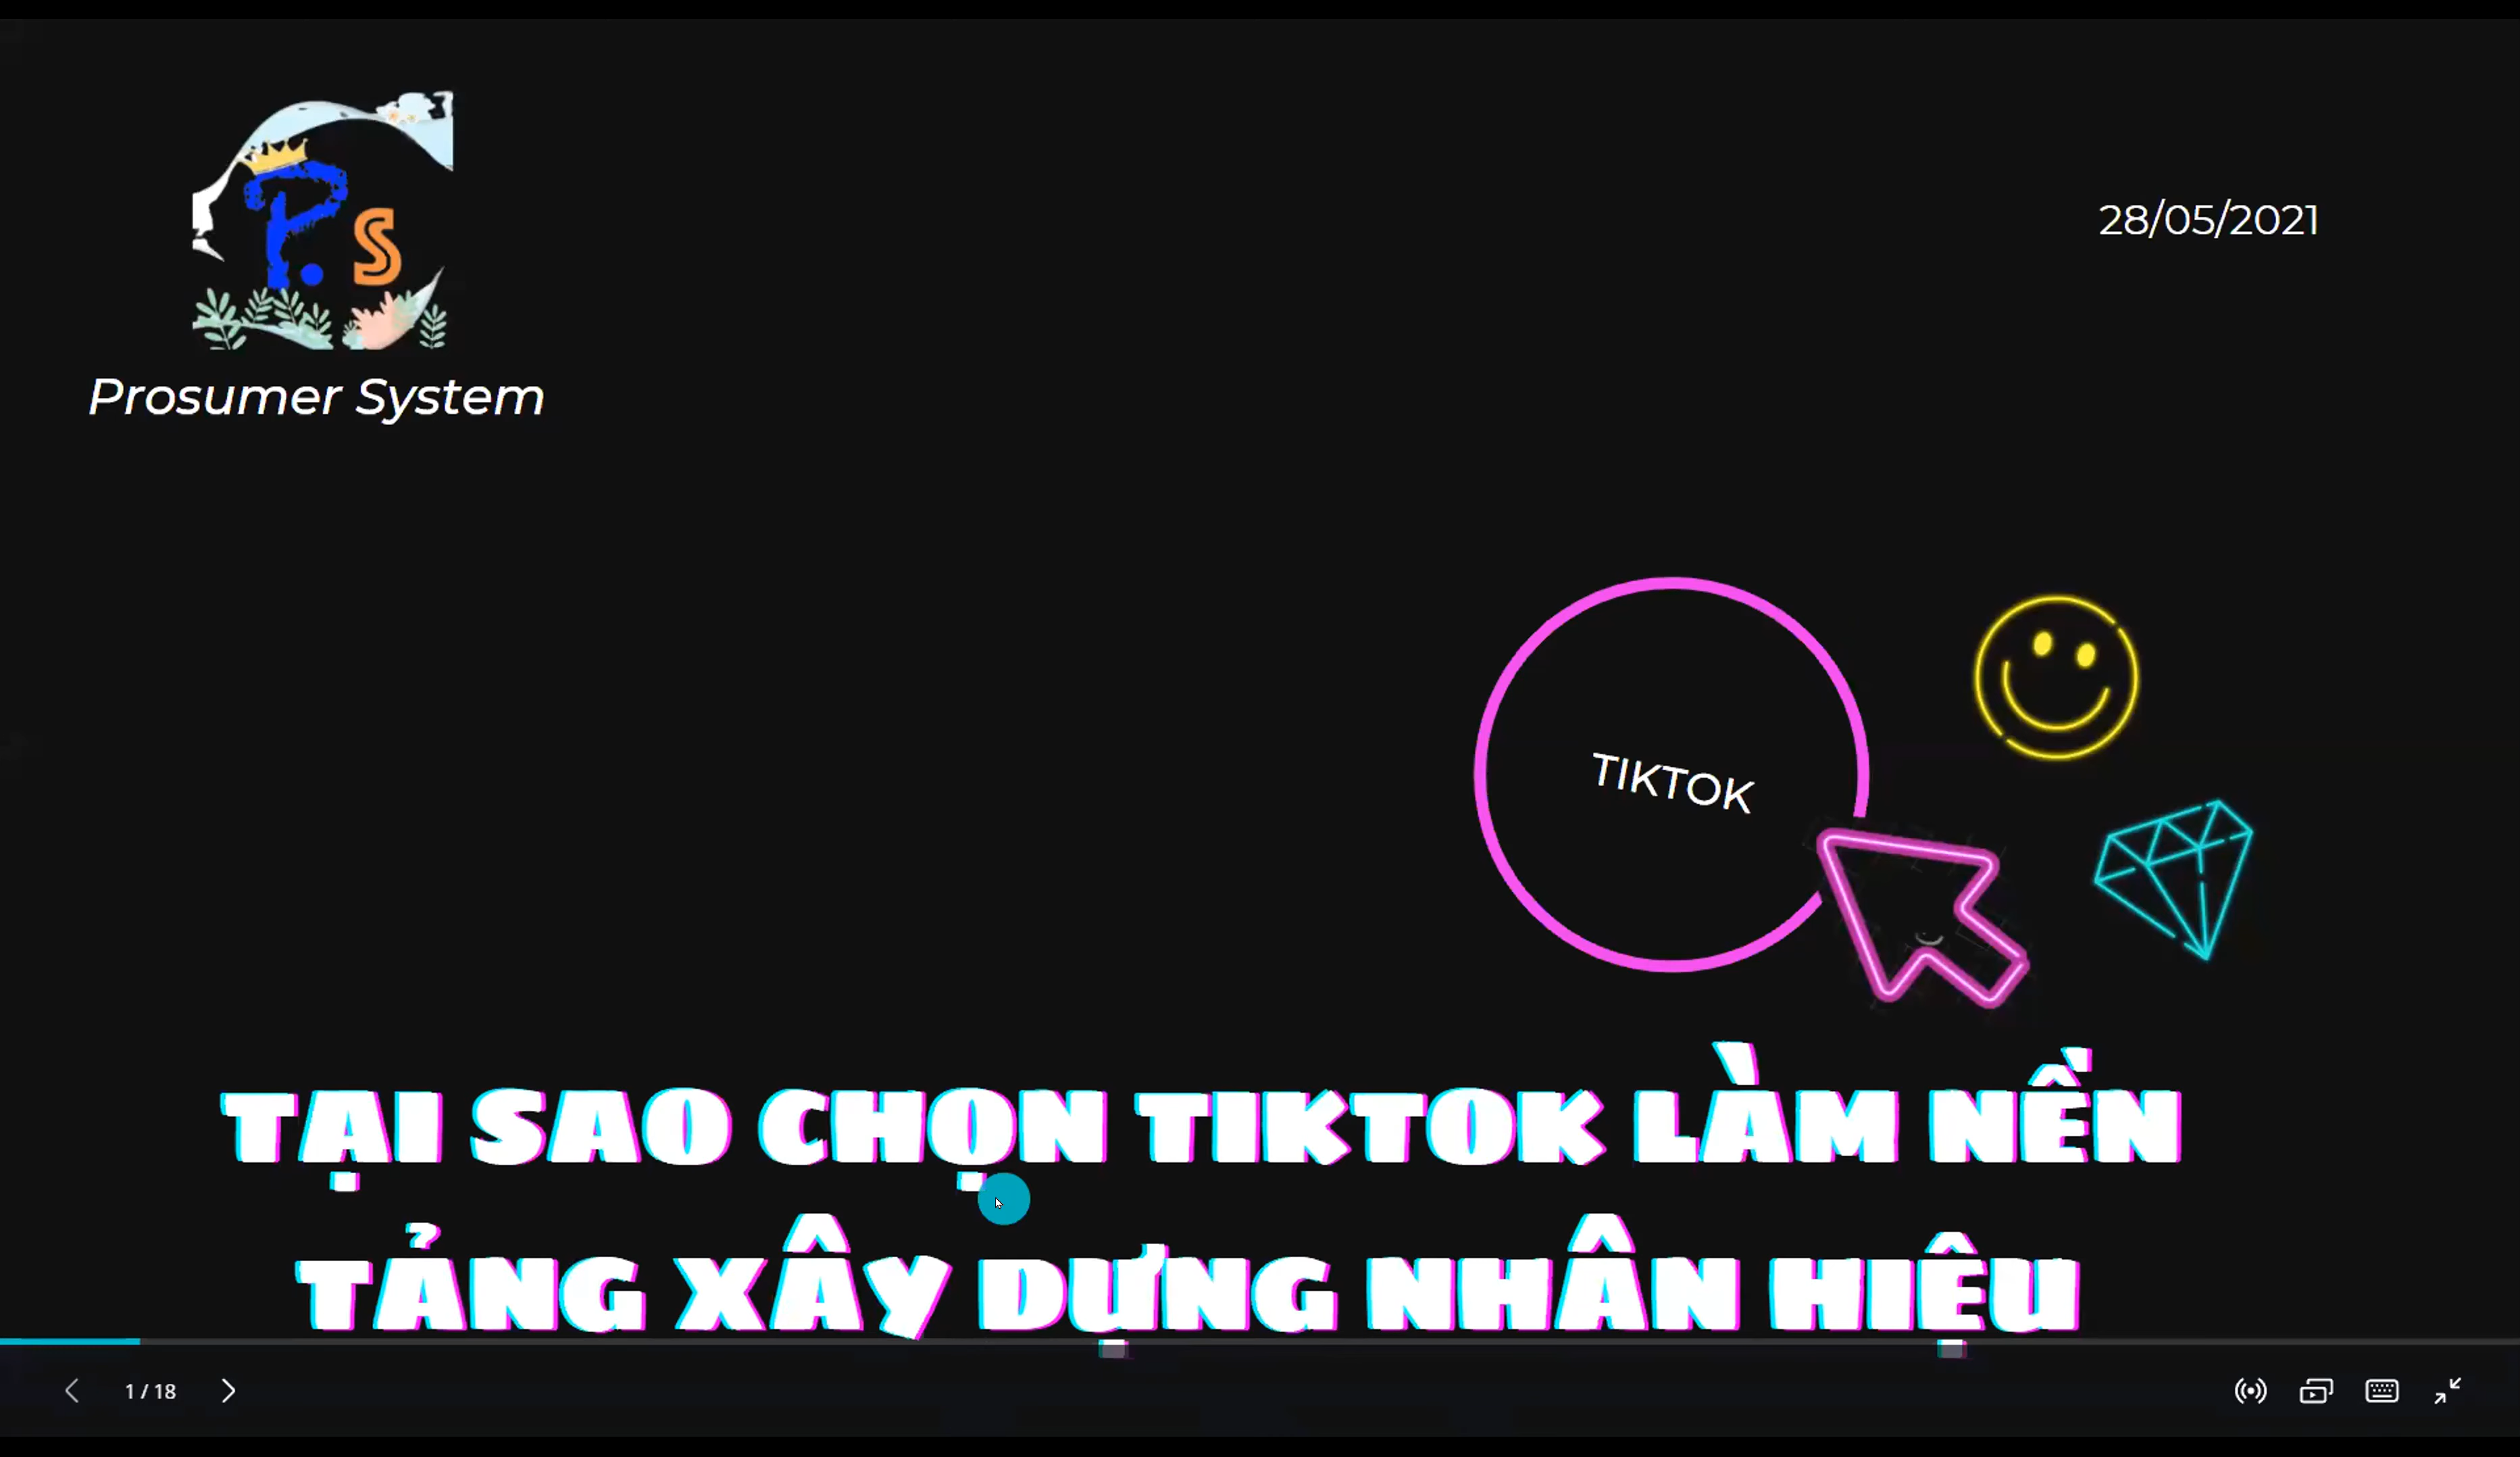 P.S
Prosumer System
28/05/2021
TIKTOK
TẠI SAO CHỌN TIKTOK LÀM NỀN
TẢNG XÂY DỰNG NHÂN HIỆU
1 / 18